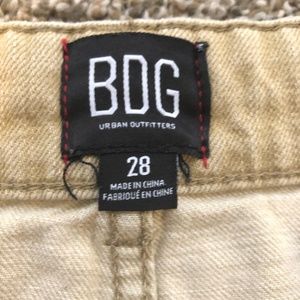 BDG
URBAN OUTFITTERS
28
MADE IN CHINA
FABRIQUÉ EN CHINE